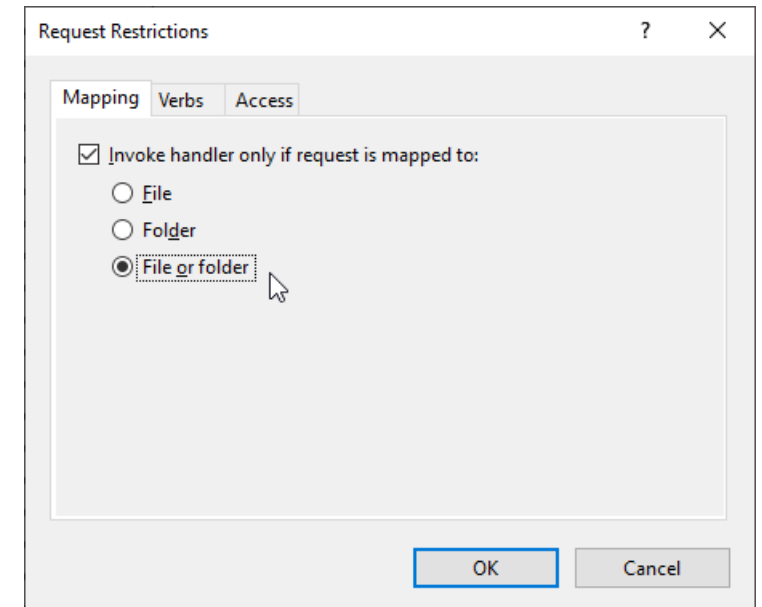 Request Restrictions ?
Mapping Verbs Access
Invoke handler only if request is mapped to:
File
Folder
File or folder
OK Cancel